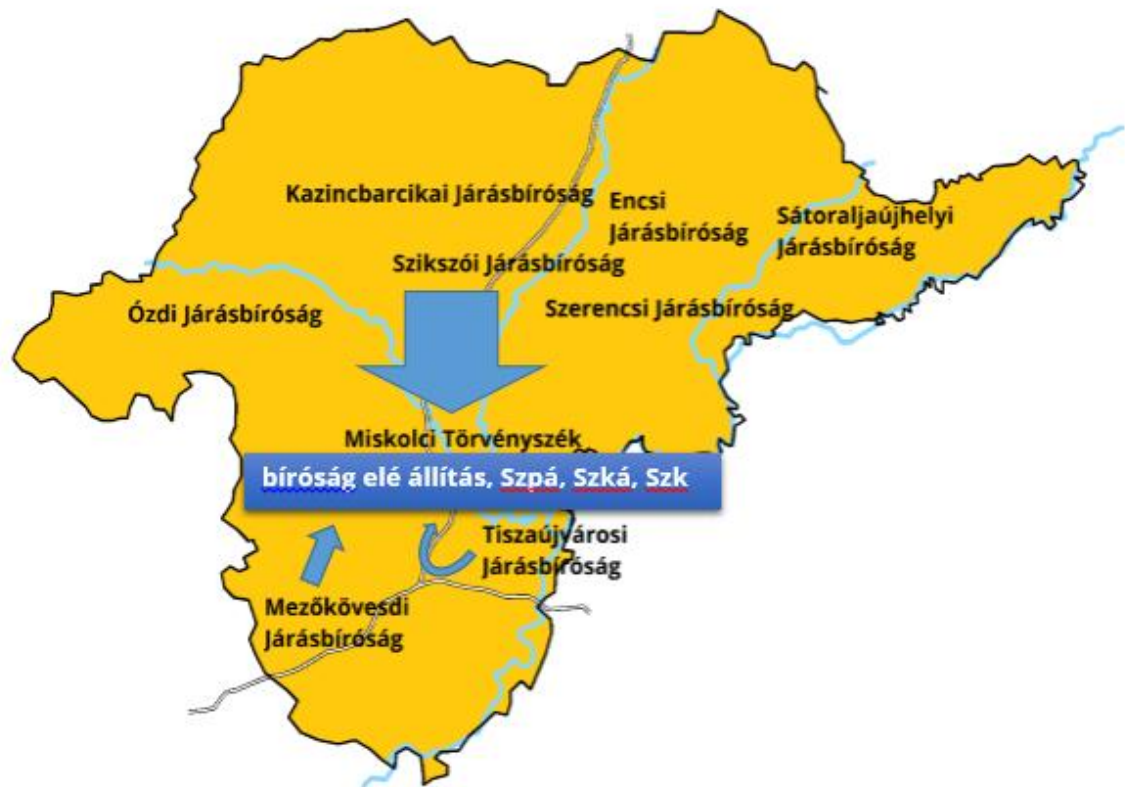 Kazincbarcikai Járásbíróság
Encsi
Járásbíróság
Sátoraljaújhelyi
Járásbíróság
Szikszói Járásbíróság
Ózdi Járásbíróság
Szerencsi Járásbíróság
Miskolci Törvényszék
bíróság elé állítás, Szpá, Szká, Szk
Tiszaújvárosi
Járásbíróság
Mezőkövesdi
Járásbíróság